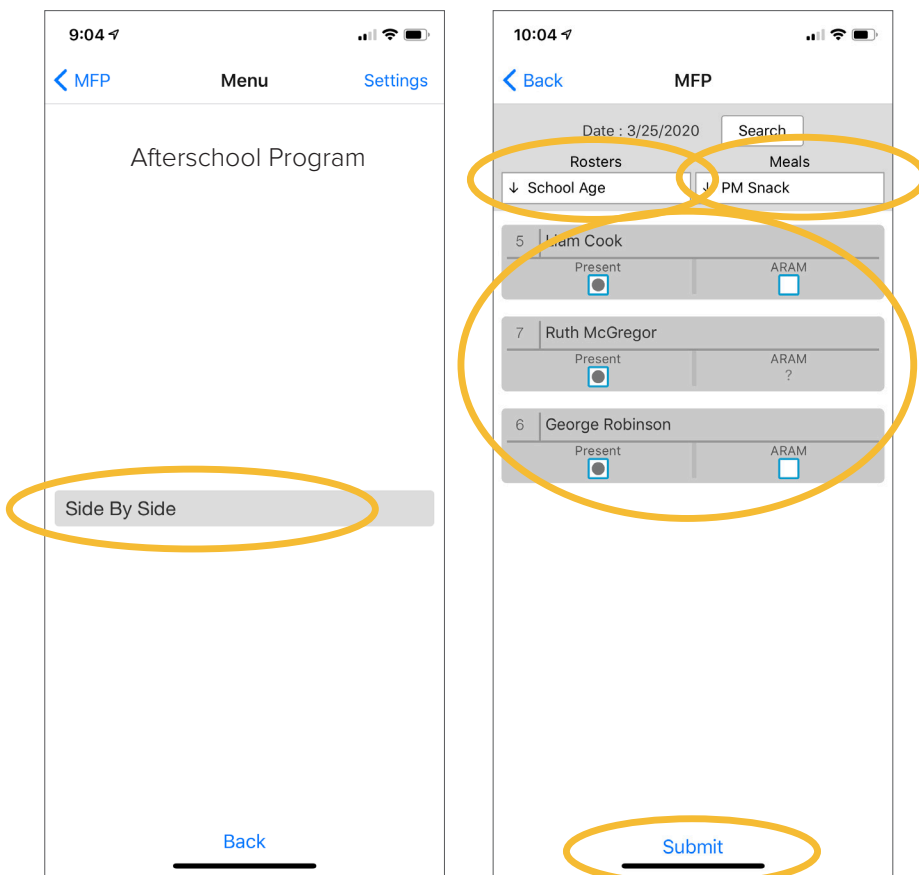 9:04
MFP Menu Settings
Afterschool Program
Side By Side
Back
10:04
Back MFP
Date : 3/25/2020 Search
Rosters Meals
↓ School Age ↓ PM Snack
5 Liam Cook
Present ARAM
7 Ruth McGregor
Present ARAM
?
6 George Robinson
Present ARAM
Submit